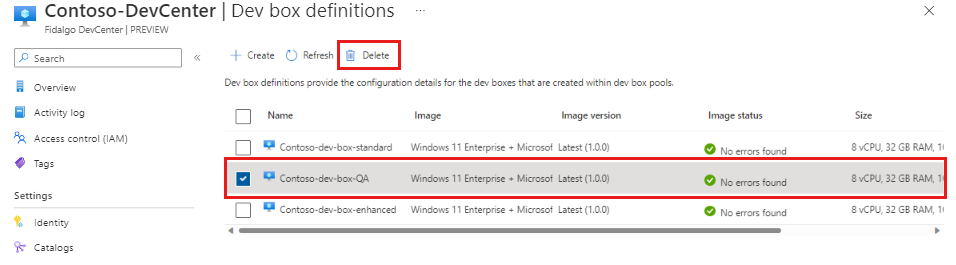 Contoso-DevCenter | Dev box definitions ...
Fidalgo DevCenter | PREVIEW
Search
Overview
Activity log
Access control (IAM)
Tags
Settings
Identity
Catalogs
Create Refresh Delete
Dev box definitions provide the configuration details for the dev boxes that are created within dev box pools.
Name Image Image version Image status Size
Contoso-dev-box-standard Windows 11 Enterprise + Microsof Latest (1.0.0) No errors found 8 vCPU, 32 GB RAM, 1
Contoso-dev-box-QA Windows 11 Enterprise + Microsof Latest (1.0.0) No errors found 8 vCPU, 32 GB RAM, 1
Contoso-dev-box-enhanced Windows 11 Enterprise + Microsof Latest (1.0.0) No errors found 8 vCPU, 32 GB RAM, 1